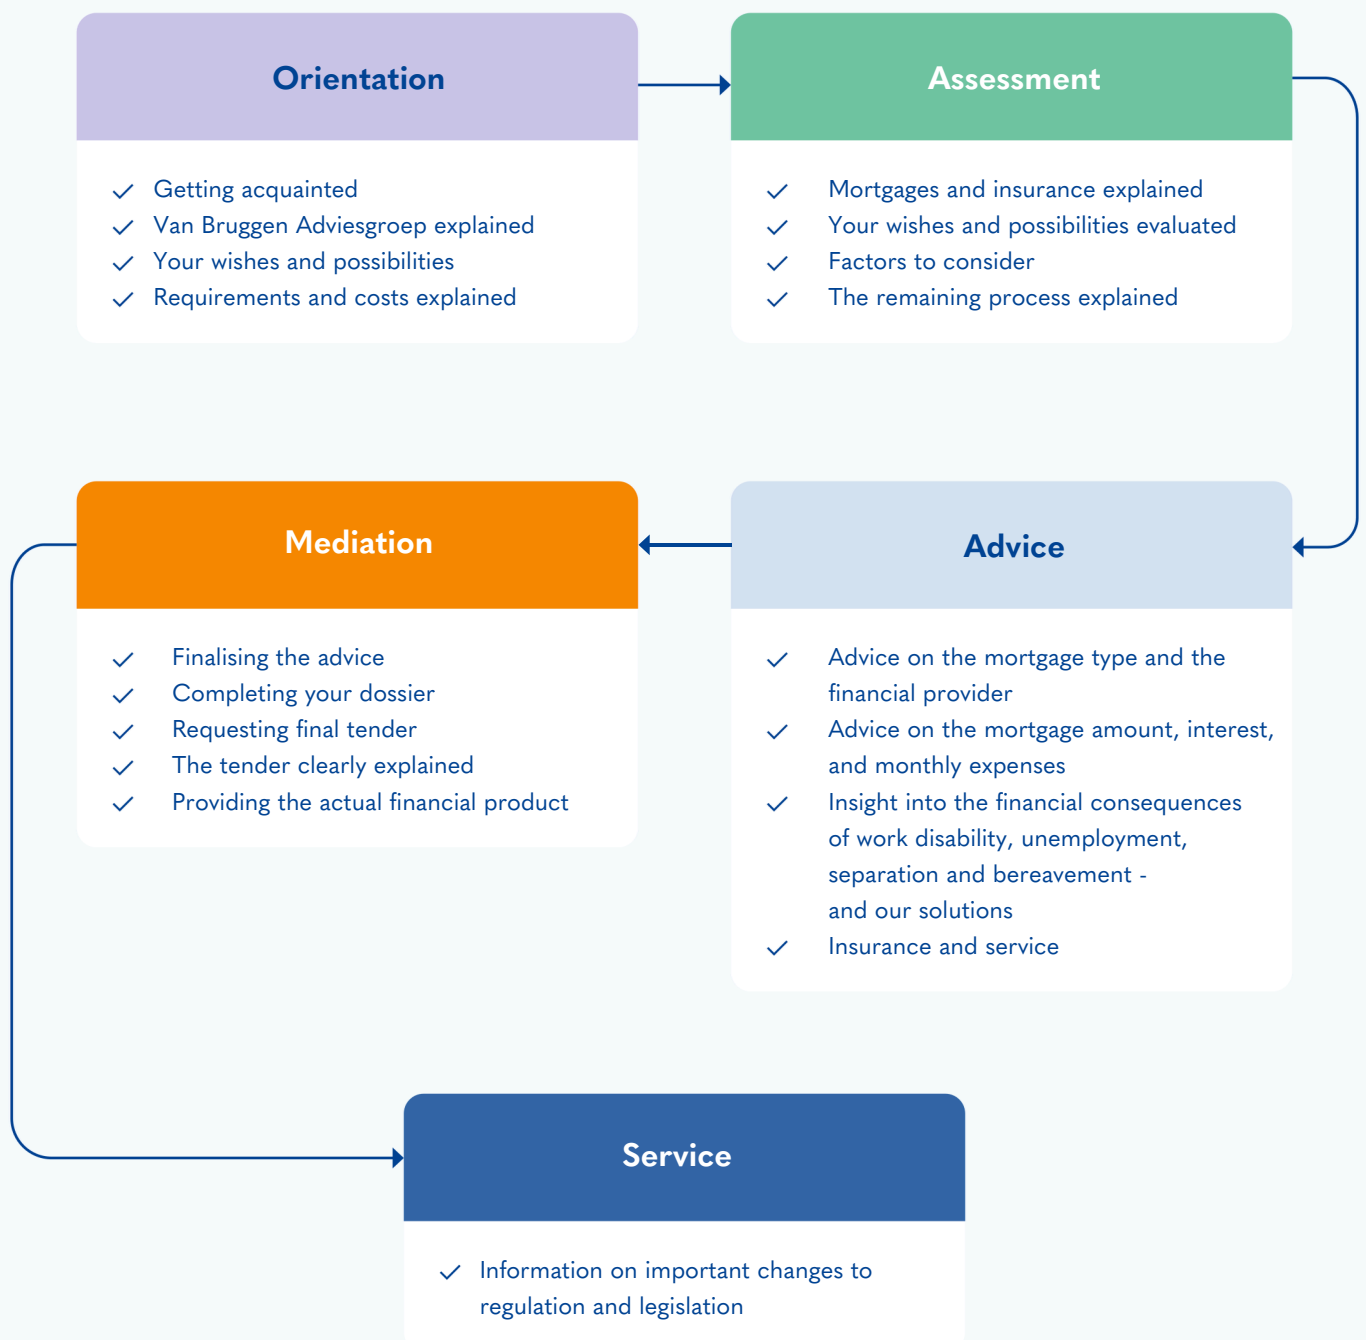 Orientation
Getting acquainted
Van Bruggen Adviesgroep explained
Your wishes and possibilities
Requirements and costs explained
Assessment
Mortgages and insurance explained
Your wishes and possibilities evaluated
Factors to consider
The remaining process explained
Advice
Advice on the mortgage type and the
financial provider
Advice on the mortgage amount, interest,
and monthly expenses
Insight into the financial consequences
of work disability, unemployment,
separation and bereavement -
and our solutions
Insurance and service
Mediation
Finalising the advice
Completing your dossier
Requesting final tender
The tender clearly explained
Providing the actual financial product
Service
Information on important changes to
regulation and legislation